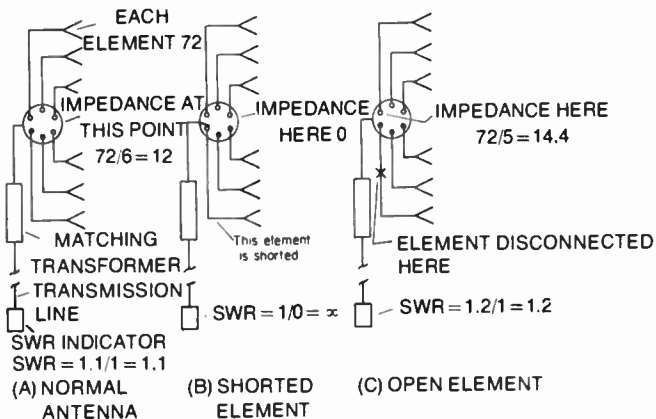 EACH
ELEMENT 72
IMPEDANCE AT
THIS POINT
72/6 = 12
MATCHING
TRANSFORMER
TRANSMISSION
LINE
SWR INDICATOR
SWR = 1.1/1 = 1.1
(A) NORMAL
ANTENNA
IMPEDANCE
HERE 0
This element
is shorted
SWR = 1/0 = ∞
(B) SHORTED
ELEMENT
IMPEDANCE HERE
72/5 = 14.4
ELEMENT DISCONNECTED
HERE
SWR = 1.2/1 = 1.2
(C) OPEN ELEMENT